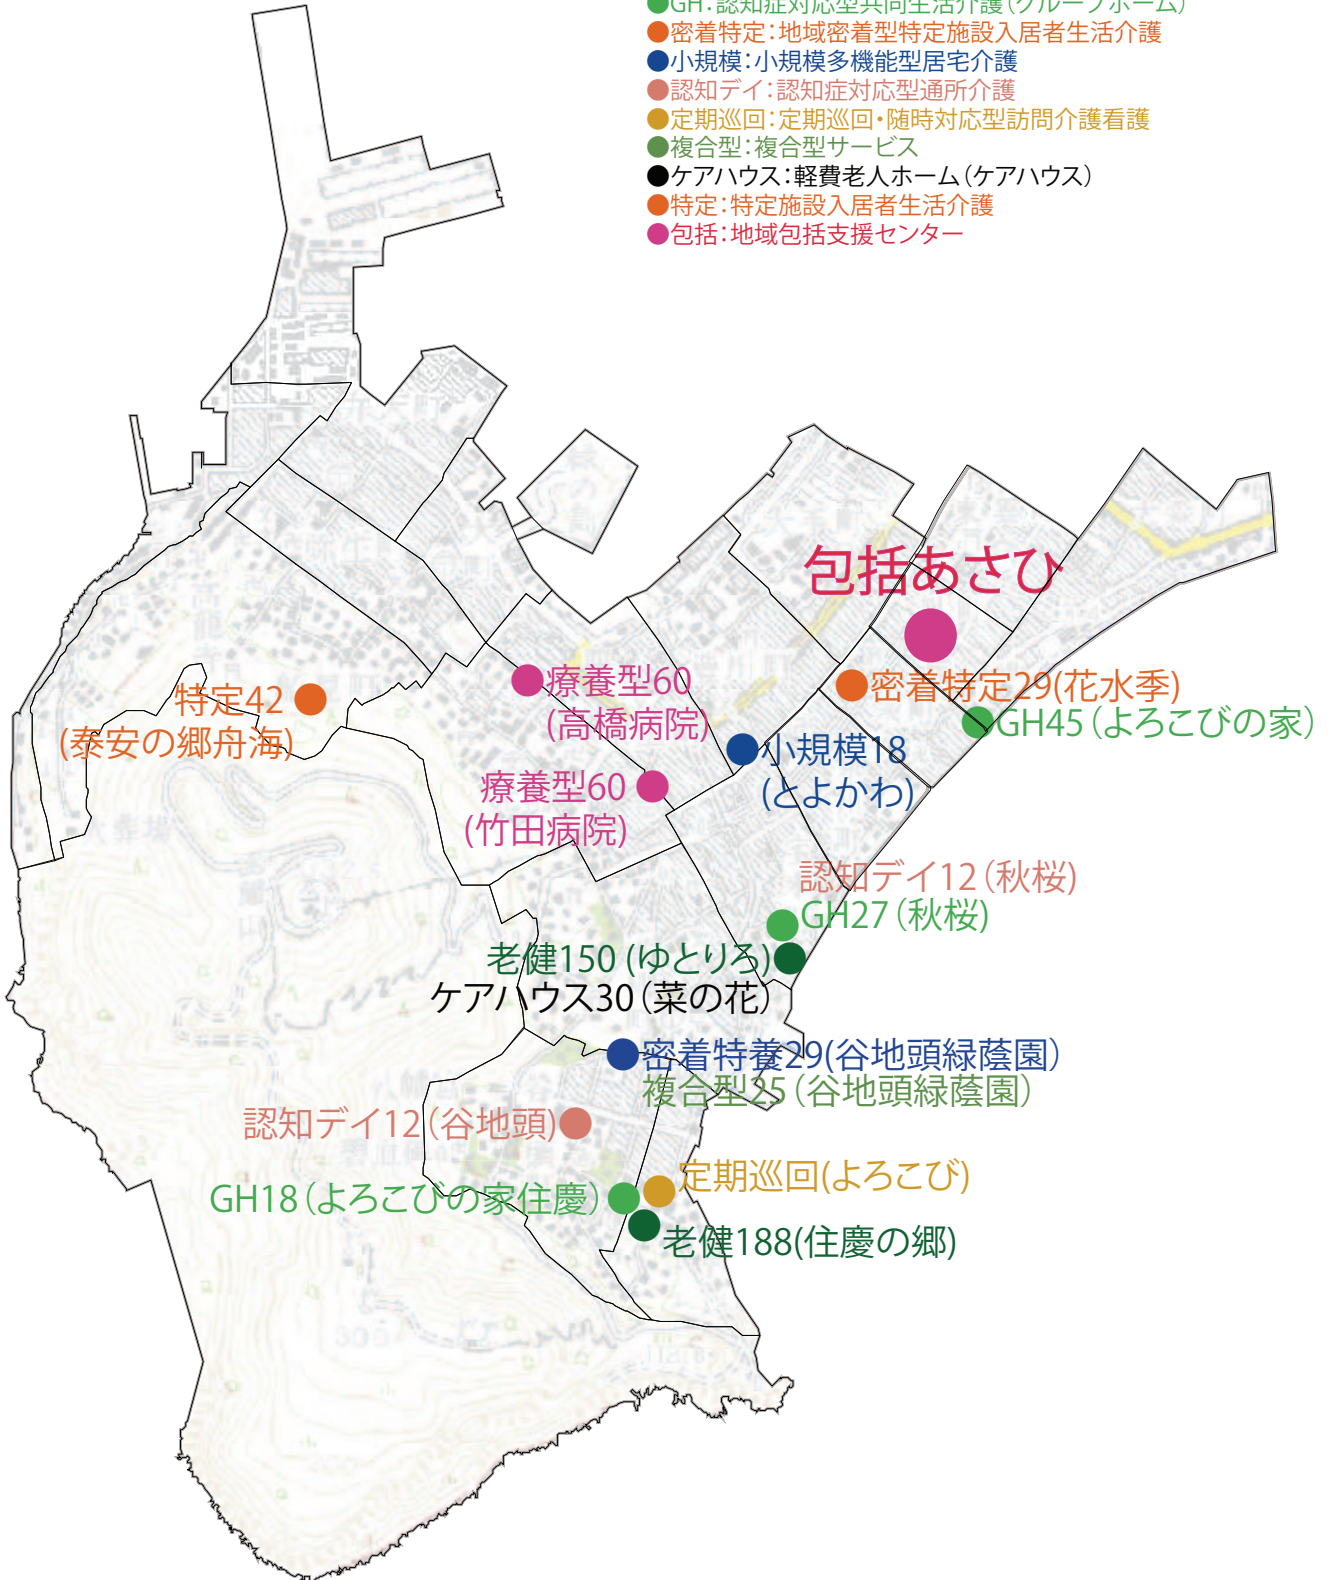 ●GH:認知症対応型共同生活介護(グループホーム)
●密着特定:地域密着型特定施設入居者生活介護
●小規模:小規模多機能型居宅介護
●認知デイ:認知症対応型通所介護
●定期巡回:定期巡回・随時対応型訪問介護看護
●複合型:複合型サービス
●ケアハウス:軽費老人ホーム(ケアハウス)
●特定:特定施設入居者生活介護
●包括:地域包括支援センター
包括あさひ
療養型60
(高橋病院)
密着特定29(花水季)
特定42
(泰安の郷舟海)
GH45(よろこびの家)
小規模18
(とよかわ)
療養型60
(竹田病院)
認知デイ12(秋桜)
GH27(秋桜)
老健150 (ゆとりろ)
ケアハウス30(菜の花)
密着特養29(谷地頭緑蔭園)
複合型25(谷地頭緑蔭園)
認知デイ12(谷地頭)
定期巡回(よろこび)
GH18(よろこびの家住慶)
老健188(住慶の郷)